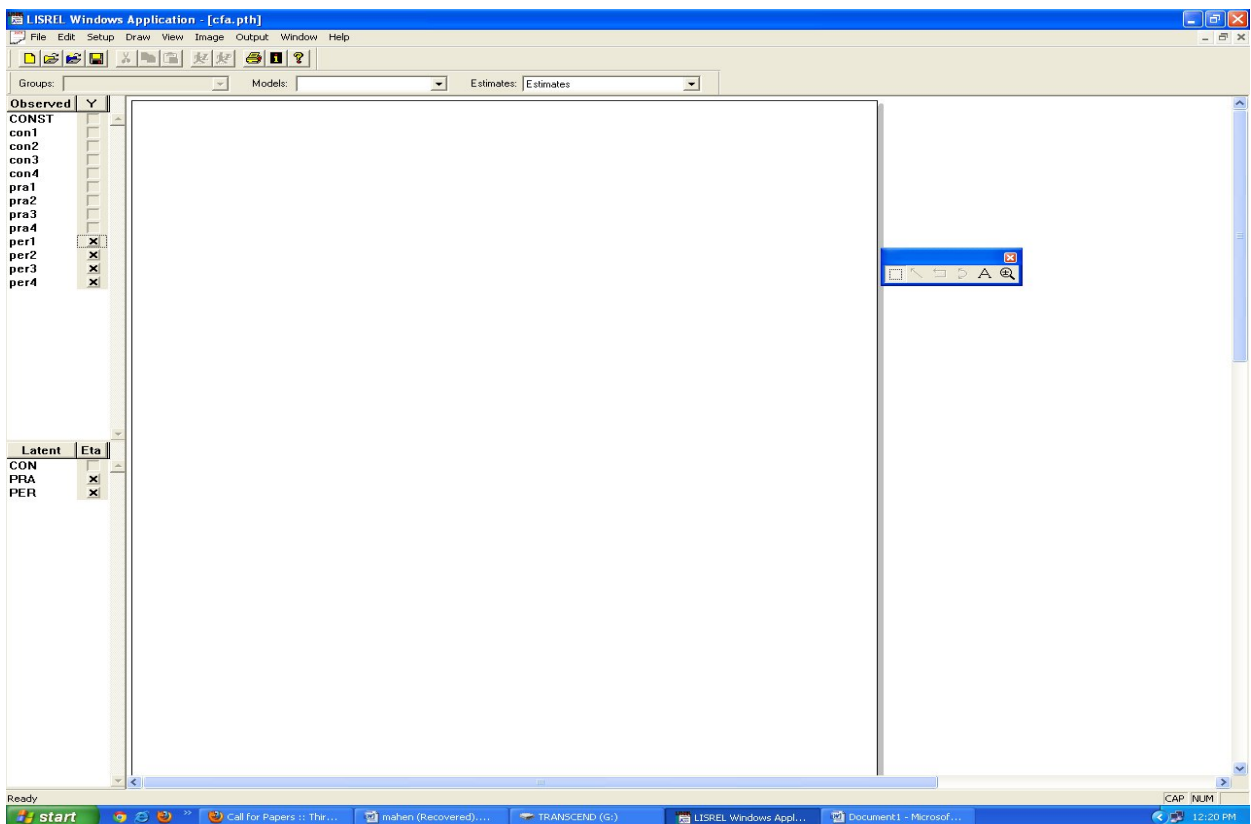 LISREL Windows Application - [cfa.pth]
File Edit Setup Draw View Image Output Window Help
Groups: Models: Estimates: Estimates
Observed Y
CONST
con1
con2
con3
con4
pra1
pra2
pra3
pra4
per1
per2
per3
per4
A
Latent Eta
CON
PRA
PER
Ready
CAP NUM
start Call for Papers :: Thir... mahen (Recovered).... TRANSCEND (G:) LISREL Windows Appl... Document1 - Microsof... 12:20 PM